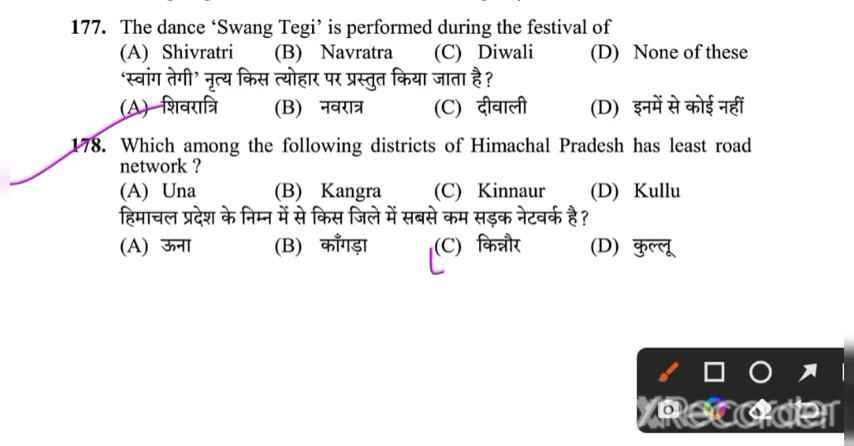 177. The dance ‘Swang Tegi’ is performed during the festival of
(A) Shivratri (B) Navratra (C) Diwali (D) None of these
‘स्वांग तेगी’ नृत्य किस त्योहार पर प्रस्तुत किया जाता है ?
(A) शिवरात्रि (B) नवरात्र (C) दीवाली (D) इनमें से कोई नहीं
178. Which among the following districts of Himachal Pradesh has least road
network ?
(A) Una (B) Kangra (C) Kinnaur (D) Kullu
हिमाचल प्रदेश के निम्न में से किस जिले में सबसे कम सड़क नेटवर्क है ?
(A) ऊना (B) काँगड़ा (C) किन्नौर (D) कुल्लू
XRecorder